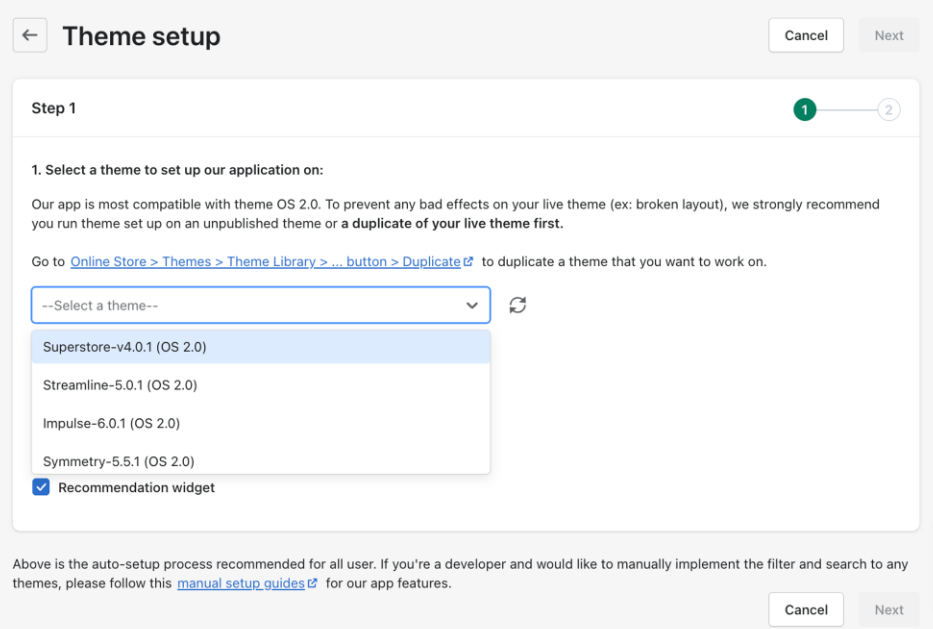 Theme setup
Cancel
Next
Step 1
1
2
1. Select a theme to set up our application on:
Our app is most compatible with theme OS 2.0. To prevent any bad effects on your live theme (ex: broken layout), we strongly recommend
you run theme set up on an unpublished theme or a duplicate of your live theme first.
Go to Online Store > Themes > Theme Library > ... button > Duplicate to duplicate a theme that you want to work on.
--Select a theme--
Superstore-v4.0.1 (OS 2.0)
Streamline-5.0.1 (OS 2.0)
Impulse-6.0.1 (OS 2.0)
Symmetry-5.5.1 (OS 2.0)
Recommendation widget
Above is the auto-setup process recommended for all user. If you're a developer and would like to manually implement the filter and search to any
themes, please follow this manual setup guides for our app features.
Cancel
Next